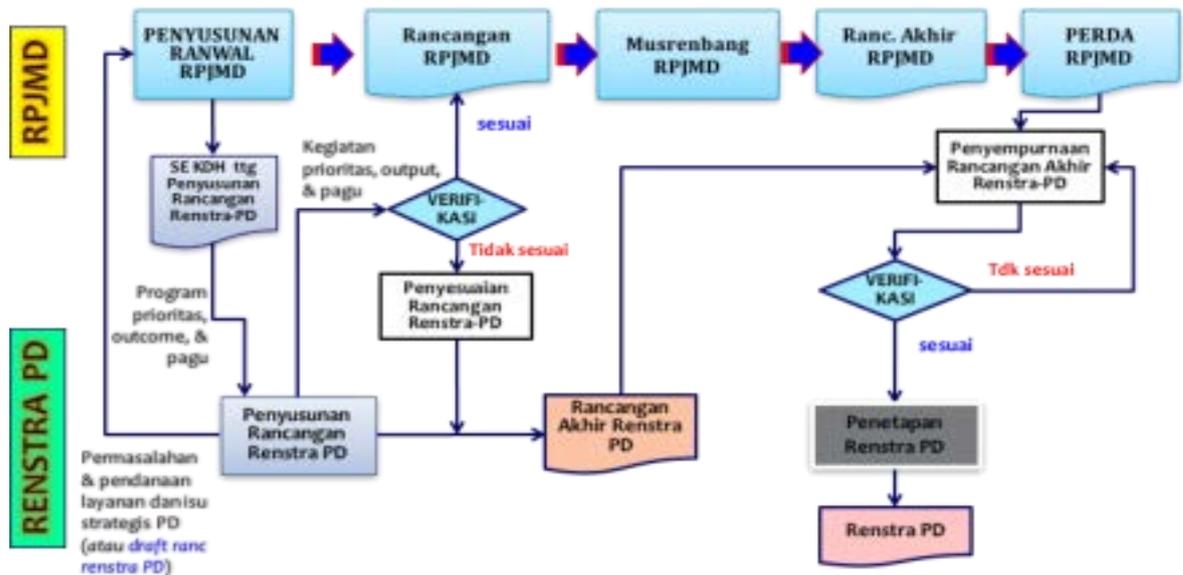 RPJMD
PENYUSUNAN
RANWAL
RPJMD
Rancangan
RPJMD
Musrenbang
RPJMD
Ranc. Akhir
RPJMD
PERDA
RPJMD
SE KDH ttg
Penyusunan
Rancangan
Renstra-PD
Kegiatan
prioritas, output,
& pagu
sesuai
VERIFI-
KASI
Tidak sesuai
Penyesuaian
Rancangan
Renstra-PD
Penyempurnaan
Rancangan Akhir
Renstra-PD
VERIFI-
KASI
Tdk sesuai
sesuai
Program
prioritas,
outcome, &
pagu
RENSTRA PD
Penyusunan
Rancangan
Renstra PD
Rancangan
Akhir Renstra
PD
Penetapan
Renstra PD
Renstra PD
Permasalahan
& pendanaan
layanan danisu
strategis PD
(atau draft ranc
renstra PD)